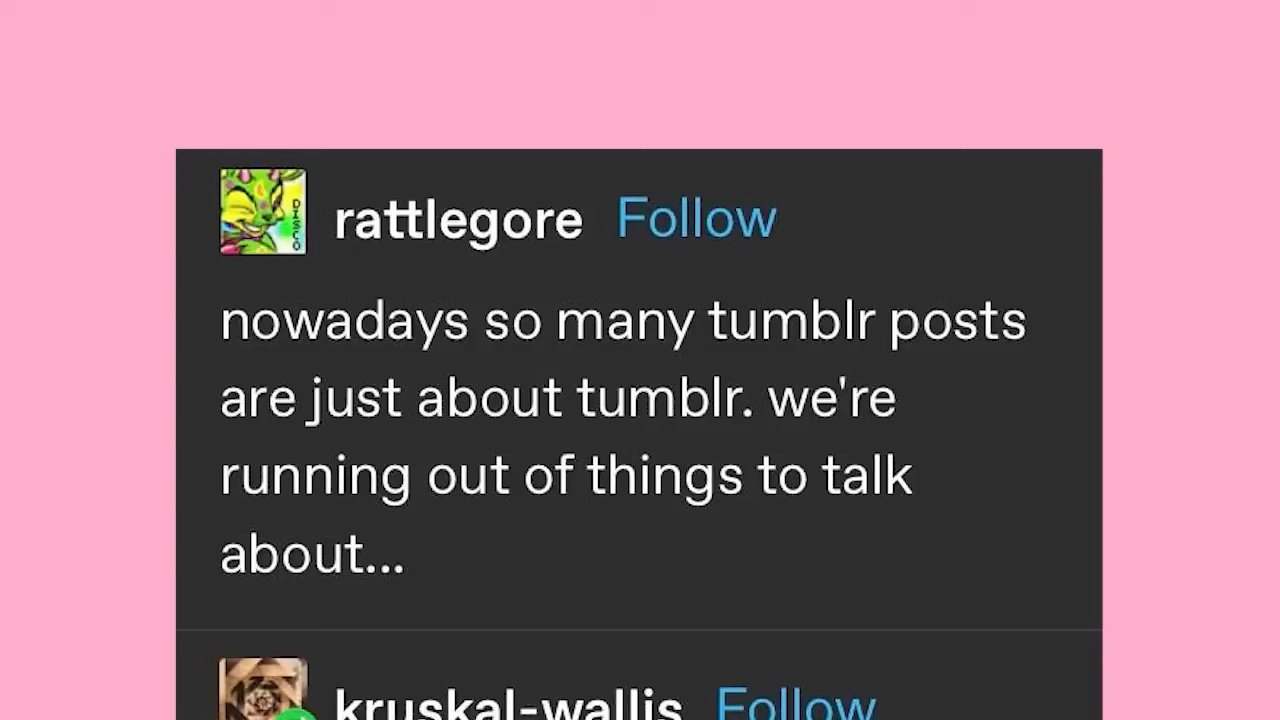 rattlegore Follow
DISCO
nowadays so many tumblr posts
are just about tumblr. we're
running out of things to talk
about...
kruskal-wallis Follow